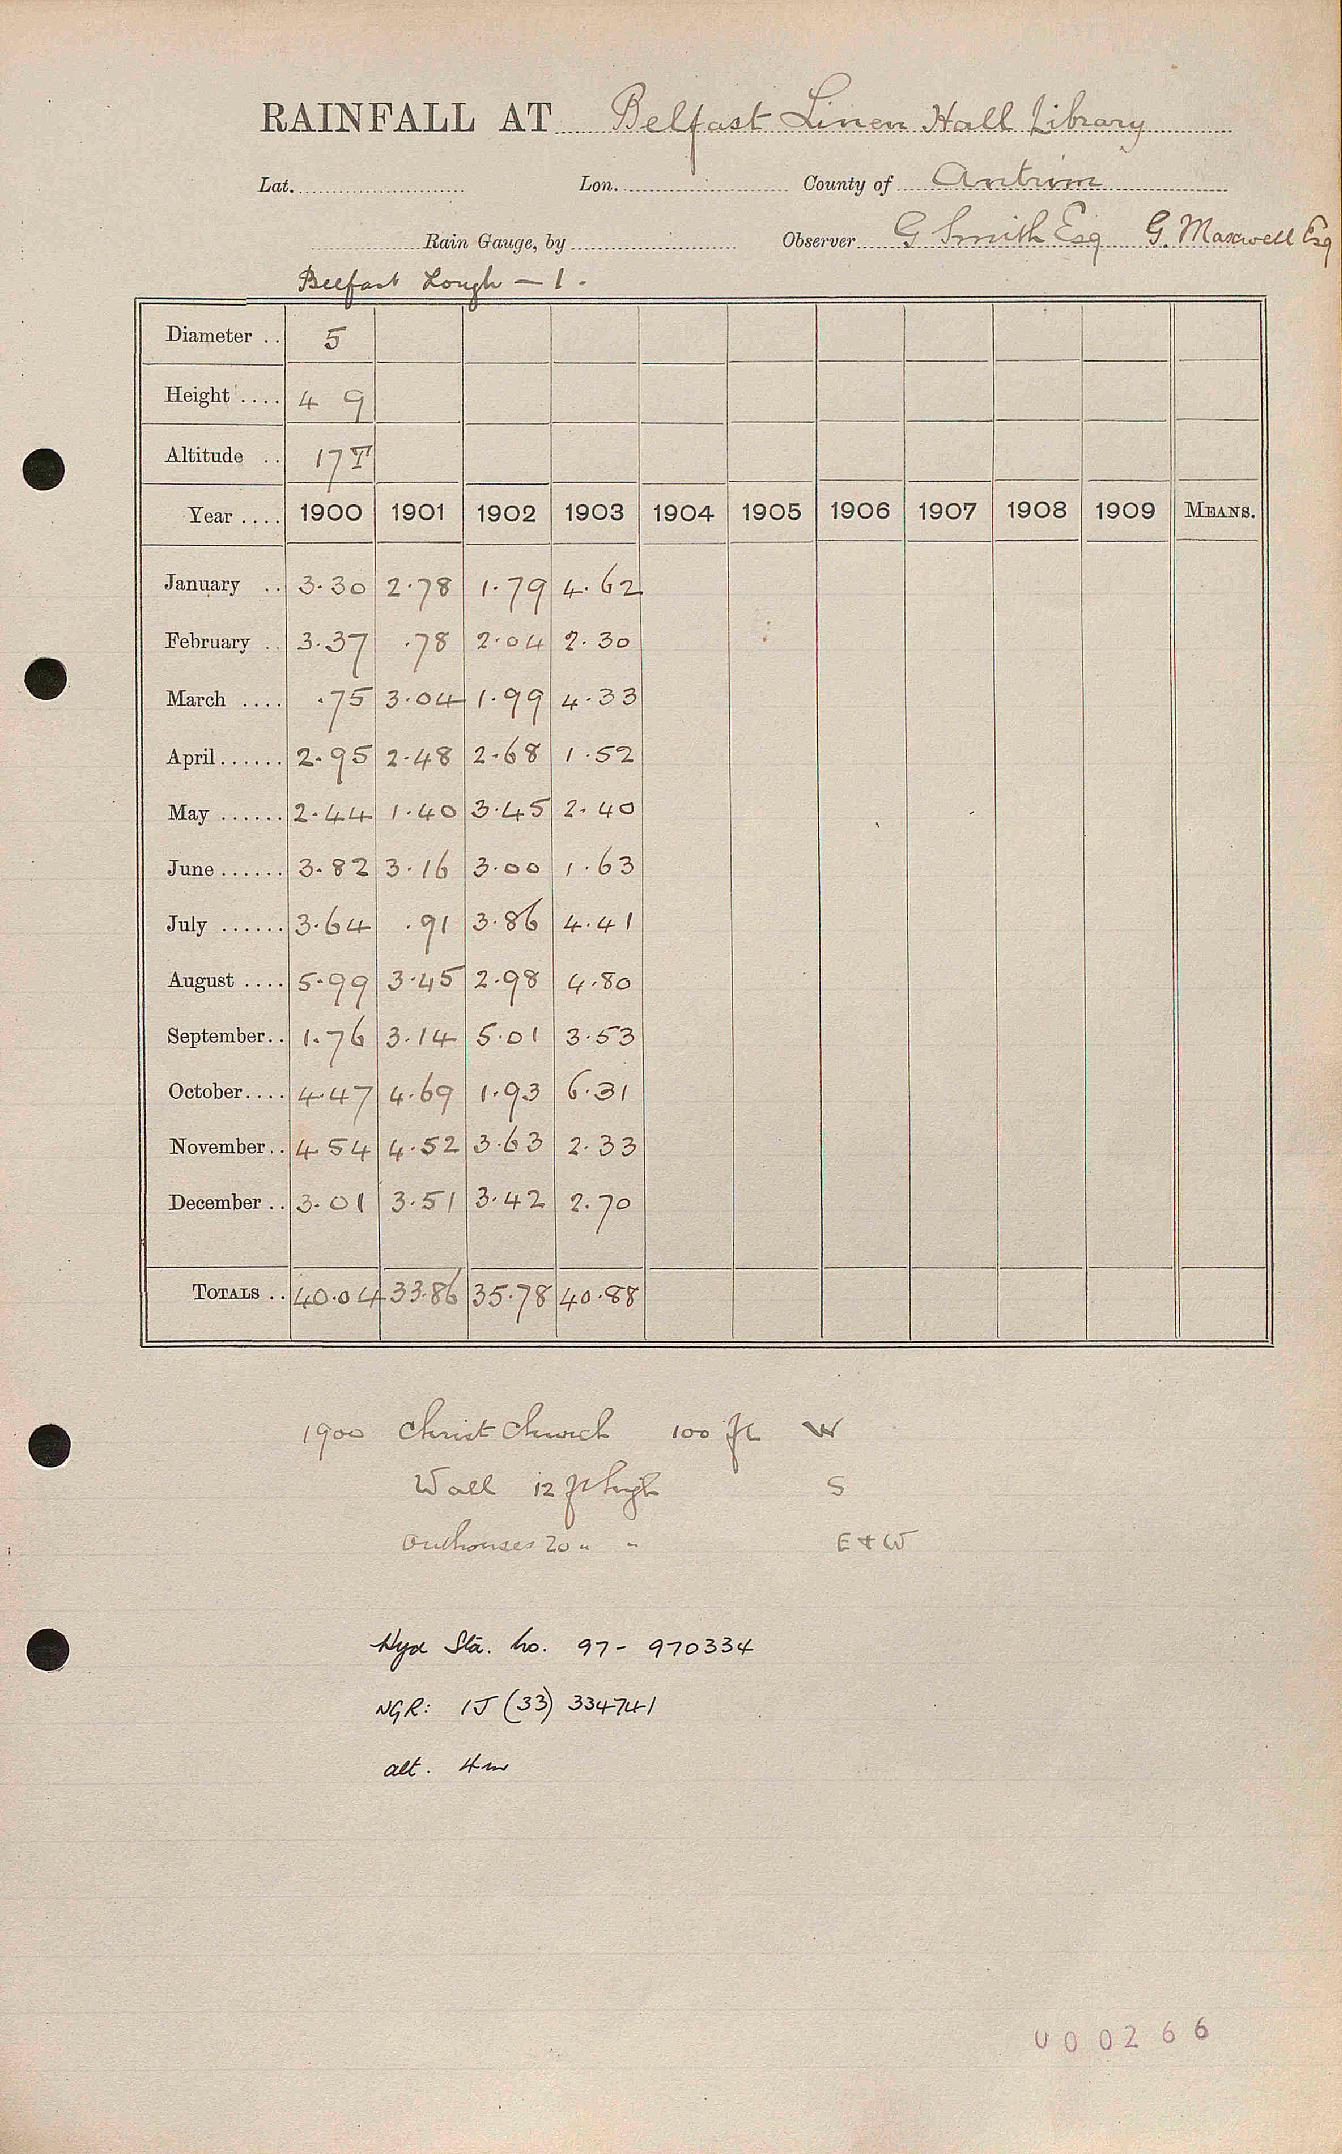 RAINFALL AT Belfast Linen Hall Library
Lat. Lon. County of Antrim
Rain Gauge, by Observer G Smith Esq G. Maxwell Esq
Belfast Lough - 1.
Diameter .. 5
Height .... 4 9
Altitude .. 17 T
Year .... 1900 1901 1902 1903 1904 1905 1906 1907 1908 1909 MEANS.
January .. 3.30 2.78 1.79 4.62
February .. 3.37 .78 2.04 2.30
March .... .75 3.04 1.99 4.33
April ...... 2.95 2.48 2.68 1.52
May ...... 2.44 1.40 3.45 2.40
June ...... 3.82 3.16 3.00 1.63
July ...... 3.64 .91 3.86 4.41
August .... 5.99 3.45 2.98 4.80
September .. 1.76 3.14 5.01 3.53
October .... 4.47 4.69 1.93 6.31
November .. 4.54 4.52 3.63 2.33
December .. 3.01 3.51 3.42 2.70
TOTALS .. 40.04 33.86 35.78 40.88
1900 Christ Church 100 ft W
Wall 12 ft high S
Outhouses 20 " " E + W
Hyd Sta. No. 97 - 970334
NGR: IJ (33) 334741
alt. 4m
U00266